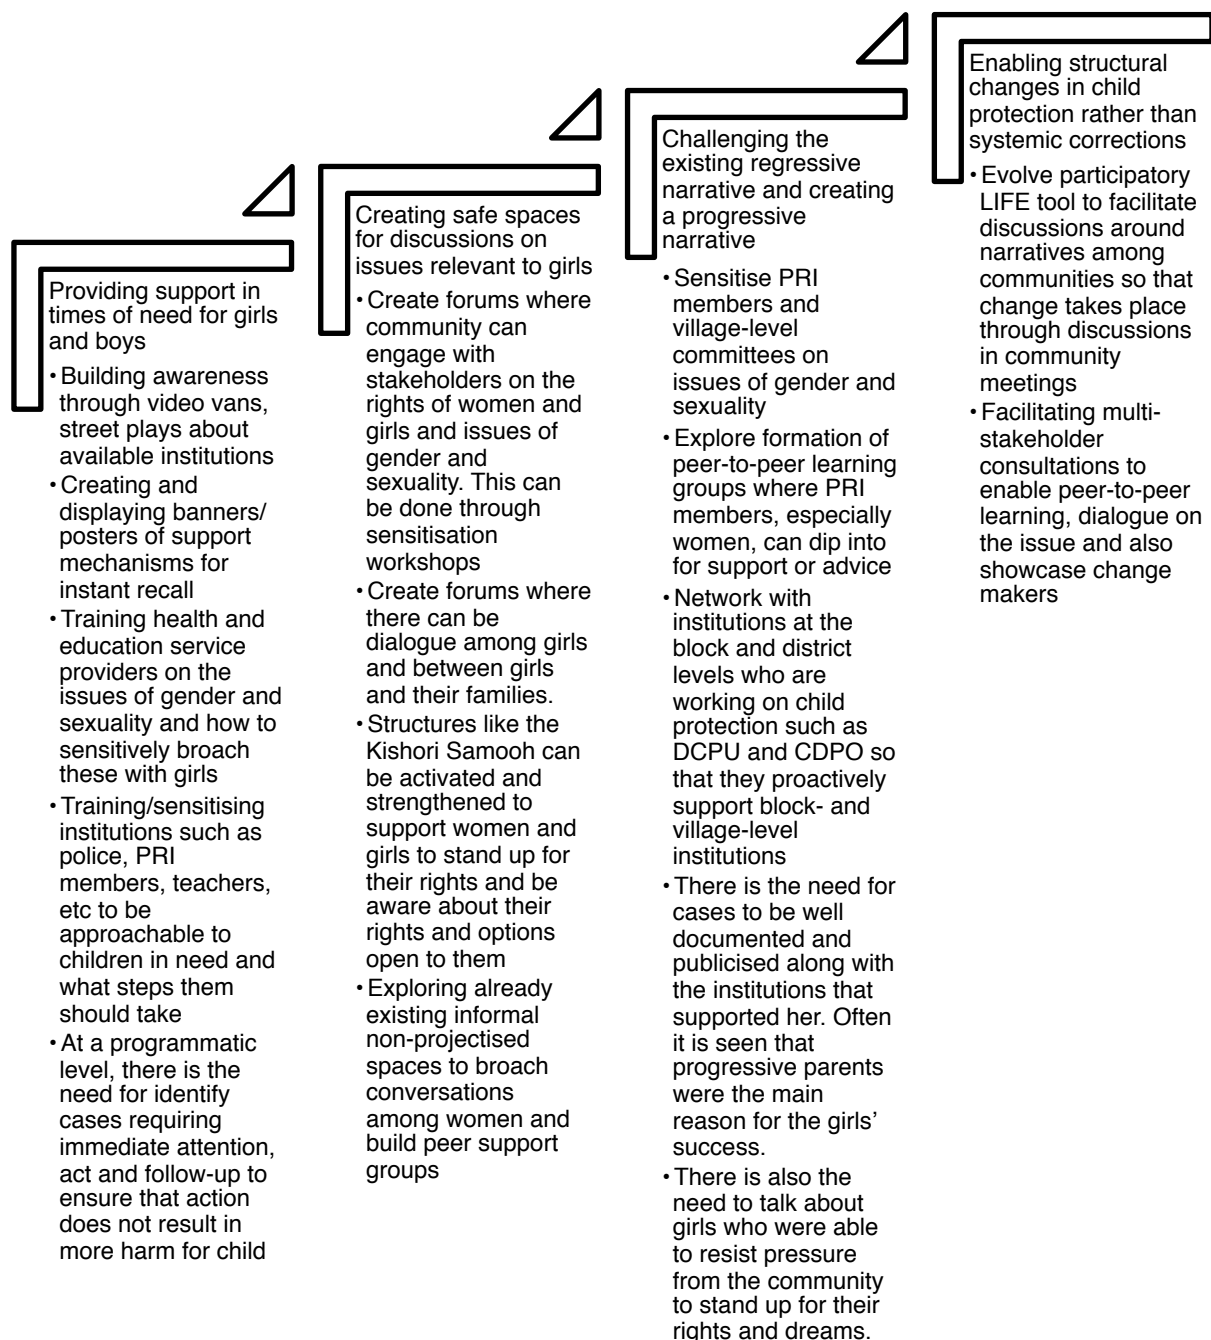 Providing support in
times of need for girls
and boys
• Building awareness
through video vans,
street plays about
available institutions
• Creating and
displaying banners/
posters of support
mechanisms for
instant recall
• Training health and
education service
providers on the
issues of gender and
sexuality and how to
sensitively broach
these with girls
• Training/sensitising
institutions such as
police, PRI
members, teachers,
etc to be
approachable to
children in need and
what steps them
should take
• At a programmatic
level, there is the
need for identify
cases requiring
immediate attention,
act and follow-up to
ensure that action
does not result in
more harm for child
Creating safe spaces
for discussions on
issues relevant to girls
• Create forums where
community can
engage with
stakeholders on the
rights of women and
girls and issues of
gender and
sexuality. This can
be done through
sensitisation
workshops
• Create forums where
there can be
dialogue among girls
and between girls
and their families.
• Structures like the
Kishori Samooh can
be activated and
strengthened to
support women and
girls to stand up for
their rights and be
aware about their
rights and options
open to them
• Exploring already
existing informal
non-projectised
spaces to broach
conversations
among women and
build peer support
groups
Challenging the
existing regressive
narrative and creating
a progressive
narrative
• Sensitise PRI
members and
village-level
committees on
issues of gender and
sexuality
• Explore formation of
peer-to-peer learning
groups where PRI
members, especially
women, can dip into
for support or advice
• Network with
institutions at the
block and district
levels who are
working on child
protection such as
DCPU and CDPO so
that they proactively
support block- and
village-level
institutions
• There is the need for
cases to be well
documented and
publicised along with
the institutions that
supported her. Often
it is seen that
progressive parents
were the main
reason for the girls’
success.
• There is also the
need to talk about
girls who were able
to resist pressure
from the community
to stand up for their
rights and dreams.
Enabling structural
changes in child
protection rather than
systemic corrections
• Evolve participatory
LIFE tool to facilitate
discussions around
narratives among
communities so that
change takes place
through discussions
in community
meetings
• Facilitating multi-
stakeholder
consultations to
enable peer-to-peer
learning, dialogue on
the issue and also
showcase change
makers